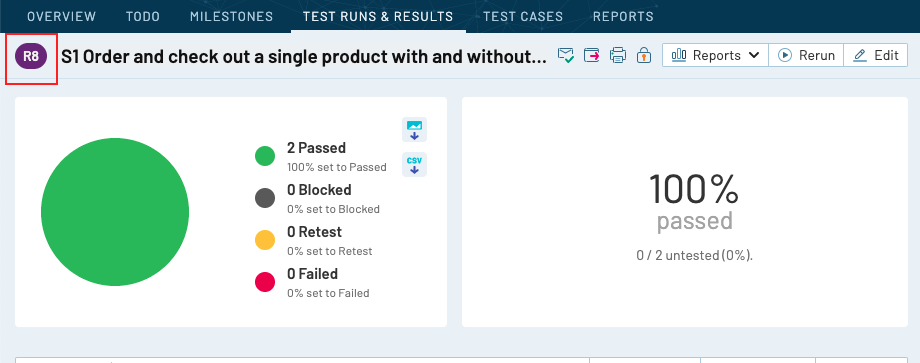 OVERVIEW TODO MILESTONES TEST RUNS & RESULTS TEST CASES REPORTS
R8 S1 Order and check out a single product with and without... Reports Rerun Edit
2 Passed
100% set to Passed
0 Blocked
0% set to Blocked
0 Retest
0% set to Retest
0 Failed
0% set to Failed
CSV
100%
passed
0 / 2 untested (0%).